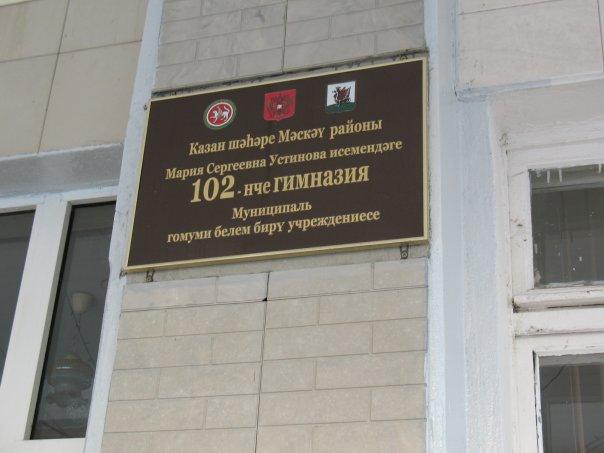 Казан шәһәре Мәскәү районы
Мария Сергеевна Устинова исемендәге
102 - нче гимназия
Муниципаль
гомуми белем бирү учреждениесе